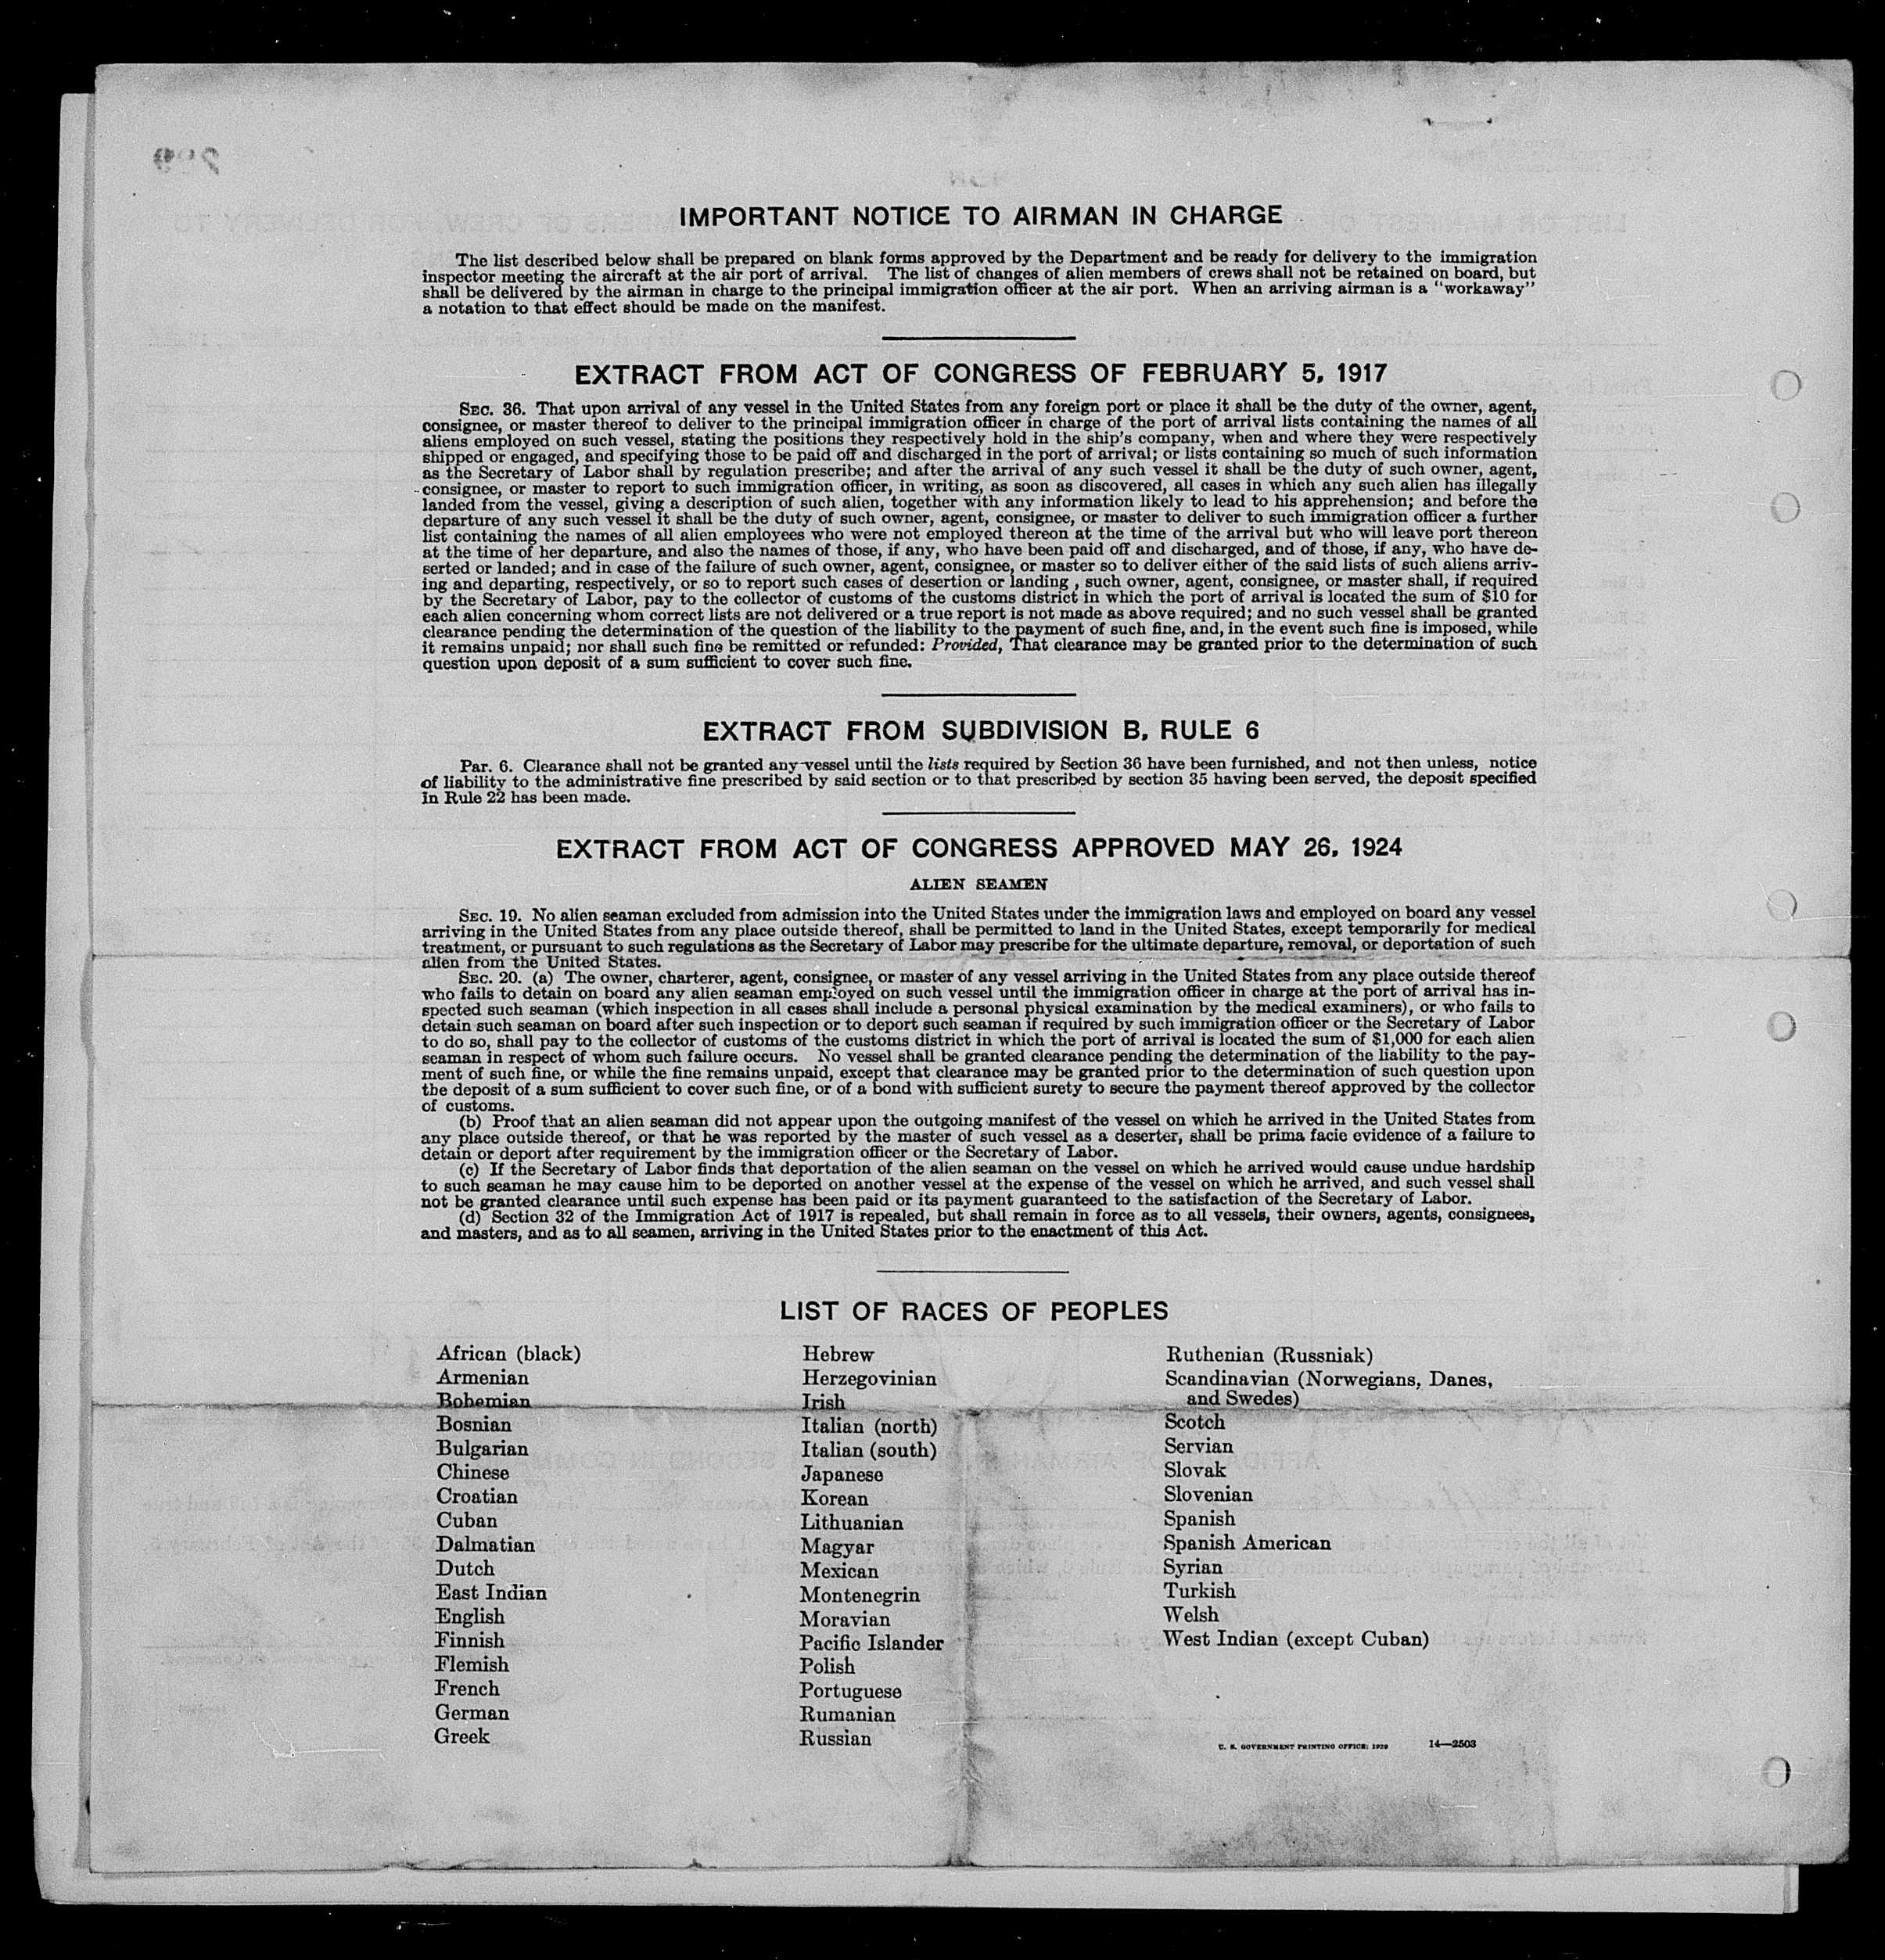 IMPORTANT NOTICE TO AIRMAN IN CHARGE
The list described below shall be prepared on blank forms approved by the Department and be ready for delivery to the immigration
inspector meeting the aircraft at the air port of arrival. The list of changes of alien members of crews shall not be retained on board, but
shall be delivered by the airman in charge to the principal immigration officer at the air port. When an arriving airman is a "workaway"
a notation to that effect should be made on the manifest.
EXTRACT FROM ACT OF CONGRESS OF FEBRUARY 5, 1917
SEC. 36. That upon arrival of any vessel in the United States from any foreign port or place it shall be the duty of the owner, agent,
consignee, or master thereof to deliver to the principal immigration officer in charge of the port of arrival lists containing the names of all
aliens employed on such vessel, stating the positions they respectively hold in the ship's company, when and where they were respectively
shipped or engaged, and specifying those to be paid off and discharged in the port of arrival; or lists containing so much of such information
as the Secretary of Labor shall by regulation prescribe; and after the arrival of any such vessel it shall be the duty of such owner, agent,
consignee, or master to report to such immigration officer, in writing, as soon as discovered, all cases in which any such alien has illegally
landed from the vessel, giving a description of such alien, together with any information likely to lead to his apprehension; and before the
departure of any such vessel it shall be the duty of such owner, agent, consignee, or master to deliver to such immigration officer a further
list containing the names of all alien employees who were not employed thereon at the time of the arrival but who will leave port thereon
at the time of her departure, and also the names of those, if any, who have been paid off and discharged, and of those, if any, who have de-
serted or landed; and in case of the failure of such owner, agent, consignee, or master so to deliver either of the said lists of such aliens arriv-
ing and departing, respectively, or so to report such cases of desertion or landing , such owner, agent, consignee, or master shall, if required
by the Secretary of Labor, pay to the collector of customs of the customs district in which the port of arrival is located the sum of $10 for
each alien concerning whom correct lists are not delivered or a true report is not made as above required; and no such vessel shall be granted
clearance pending the determination of the question of the liability to the payment of such fine, and, in the event such fine is imposed, while
it remains unpaid; nor shall such fine be remitted or refunded: Provided, That clearance may be granted prior to the determination of such
question upon deposit of a sum sufficient to cover such fine.
EXTRACT FROM SUBDIVISION B, RULE 6
Par. 6. Clearance shall not be granted any vessel until the lists required by Section 36 have been furnished, and not then unless, notice
of liability to the administrative fine prescribed by said section or to that prescribed by section 35 having been served, the deposit specified
in Rule 22 has been made.
EXTRACT FROM ACT OF CONGRESS APPROVED MAY 26, 1924
ALIEN SEAMEN
SEC. 19. No alien seaman excluded from admission into the United States under the immigration laws and employed on board any vessel
arriving in the United States from any place outside thereof, shall be permitted to land in the United States, except temporarily for medical
treatment, or pursuant to such regulations as the Secretary of Labor may prescribe for the ultimate departure, removal, or deportation of such
alien from the United States.
SEC. 20. (a) The owner, charterer, agent, consignee, or master of any vessel arriving in the United States from any place outside thereof
who fails to detain on board any alien seaman employed on such vessel until the immigration officer in charge at the port of arrival has in-
spected such seaman (which inspection in all cases shall include a personal physical examination by the medical examiners), or who fails to
detain such seaman on board after such inspection or to deport such seaman if required by such immigration officer or the Secretary of Labor
to do so, shall pay to the collector of customs of the customs district in which the port of arrival is located the sum of $1,000 for each alien
seaman in respect of whom such failure occurs. No vessel shall be granted clearance pending the determination of the liability to the pay-
ment of such fine, or while the fine remains unpaid, except that clearance may be granted prior to the determination of such question upon
the deposit of a sum sufficient to cover such fine, or of a bond with sufficient surety to secure the payment thereof approved by the collector
of customs.
(b) Proof that an alien seaman did not appear upon the outgoing manifest of the vessel on which he arrived in the United States from
any place outside thereof, or that he was reported by the master of such vessel as a deserter, shall be prima facie evidence of a failure to
detain or deport after requirement by the immigration officer or the Secretary of Labor.
(c) If the Secretary of Labor finds that deportation of the alien seaman on the vessel on which he arrived would cause undue hardship
to such seaman he may cause him to be deported on another vessel at the expense of the vessel on which he arrived, and such vessel shall
not be granted clearance until such expense has been paid or its payment guaranteed to the satisfaction of the Secretary of Labor.
(d) Section 32 of the Immigration Act of 1917 is repealed, but shall remain in force as to all vessels, their owners, agents, consignees,
and masters, and as to all seamen, arriving in the United States prior to the enactment of this Act.
LIST OF RACES OF PEOPLES
African (black)
Armenian
Bohemian
Bosnian
Bulgarian
Chinese
Croatian
Cuban
Dalmatian
Dutch
East Indian
English
Finnish
Flemish
French
German
Greek
Hebrew
Herzegovinian
Irish
Italian (north)
Italian (south)
Japanese
Korean
Lithuanian
Magyar
Mexican
Montenegrin
Moravian
Pacific Islander
Polish
Portuguese
Rumanian
Russian
Ruthenian (Russniak)
Scandinavian (Norwegians, Danes,
and Swedes)
Scotch
Servian
Slovak
Slovenian
Spanish
Spanish American
Syrian
Turkish
Welsh
West Indian (except Cuban)
U. S. GOVERNMENT PRINTING OFFICE: 1929 14—2503